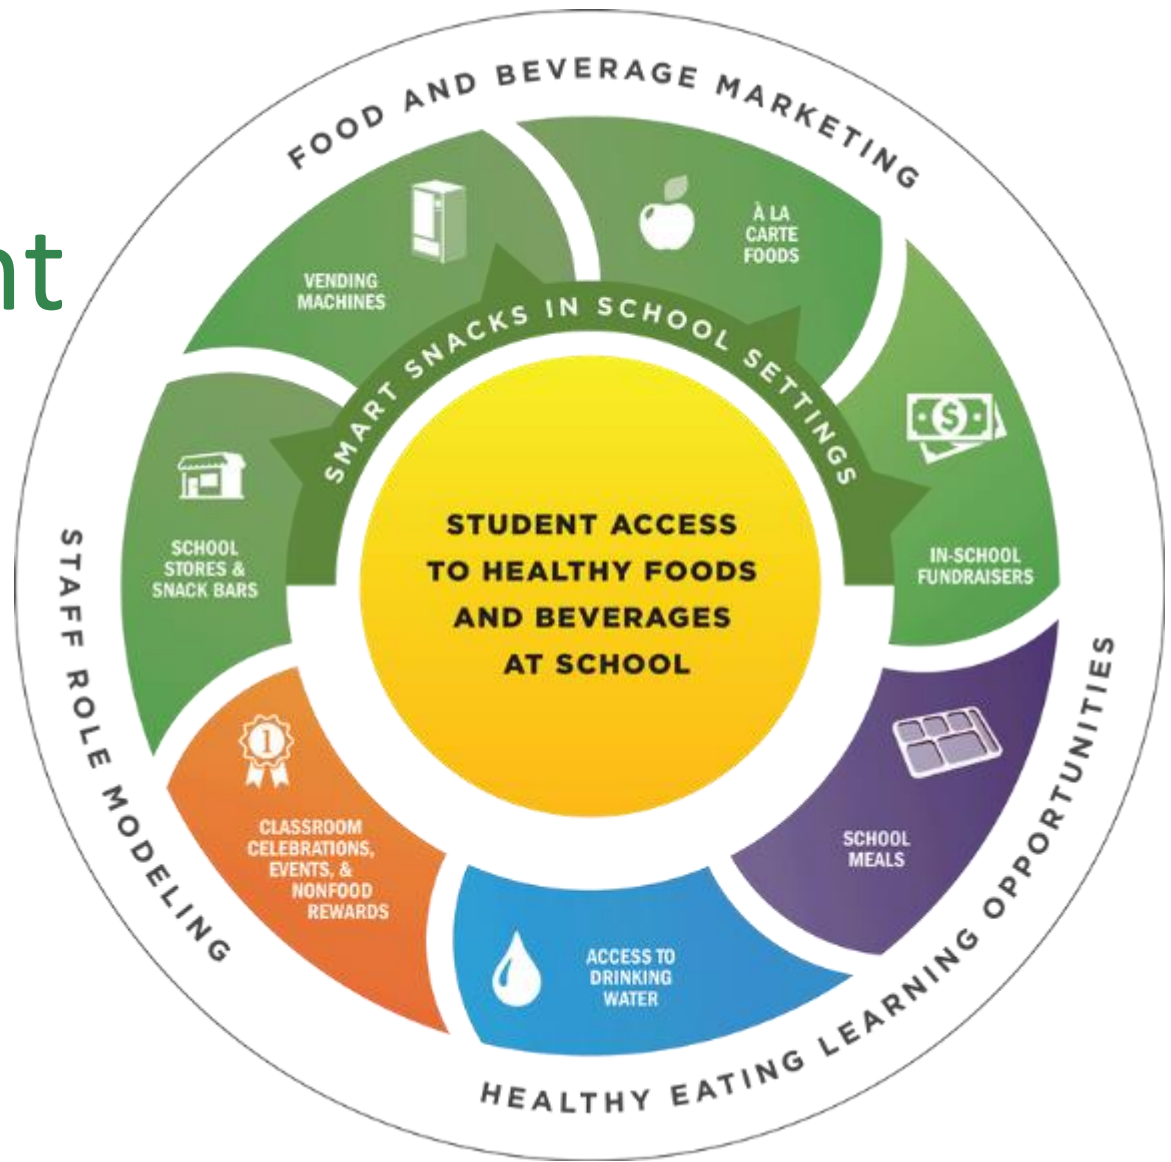 nt
FOOD AND BEVERAGE MARKETING
VENDING
MACHINES
À LA
CARTE
FOODS
SMART SNACKS IN SCHOOL SETTINGS
$
SCHOOL
STORES &
SNACK BARS
STUDENT ACCESS
TO HEALTHY FOODS
AND BEVERAGES
AT SCHOOL
IN-SCHOOL
FUNDRAISERS
STAFF ROLE MODELING
1
CLASSROOM
CELEBRATIONS,
EVENTS, &
NONFOOD
REWARDS
SCHOOL
MEALS
ACCESS TO
DRINKING
WATER
HEALTHY EATING LEARNING OPPORTUNITIES